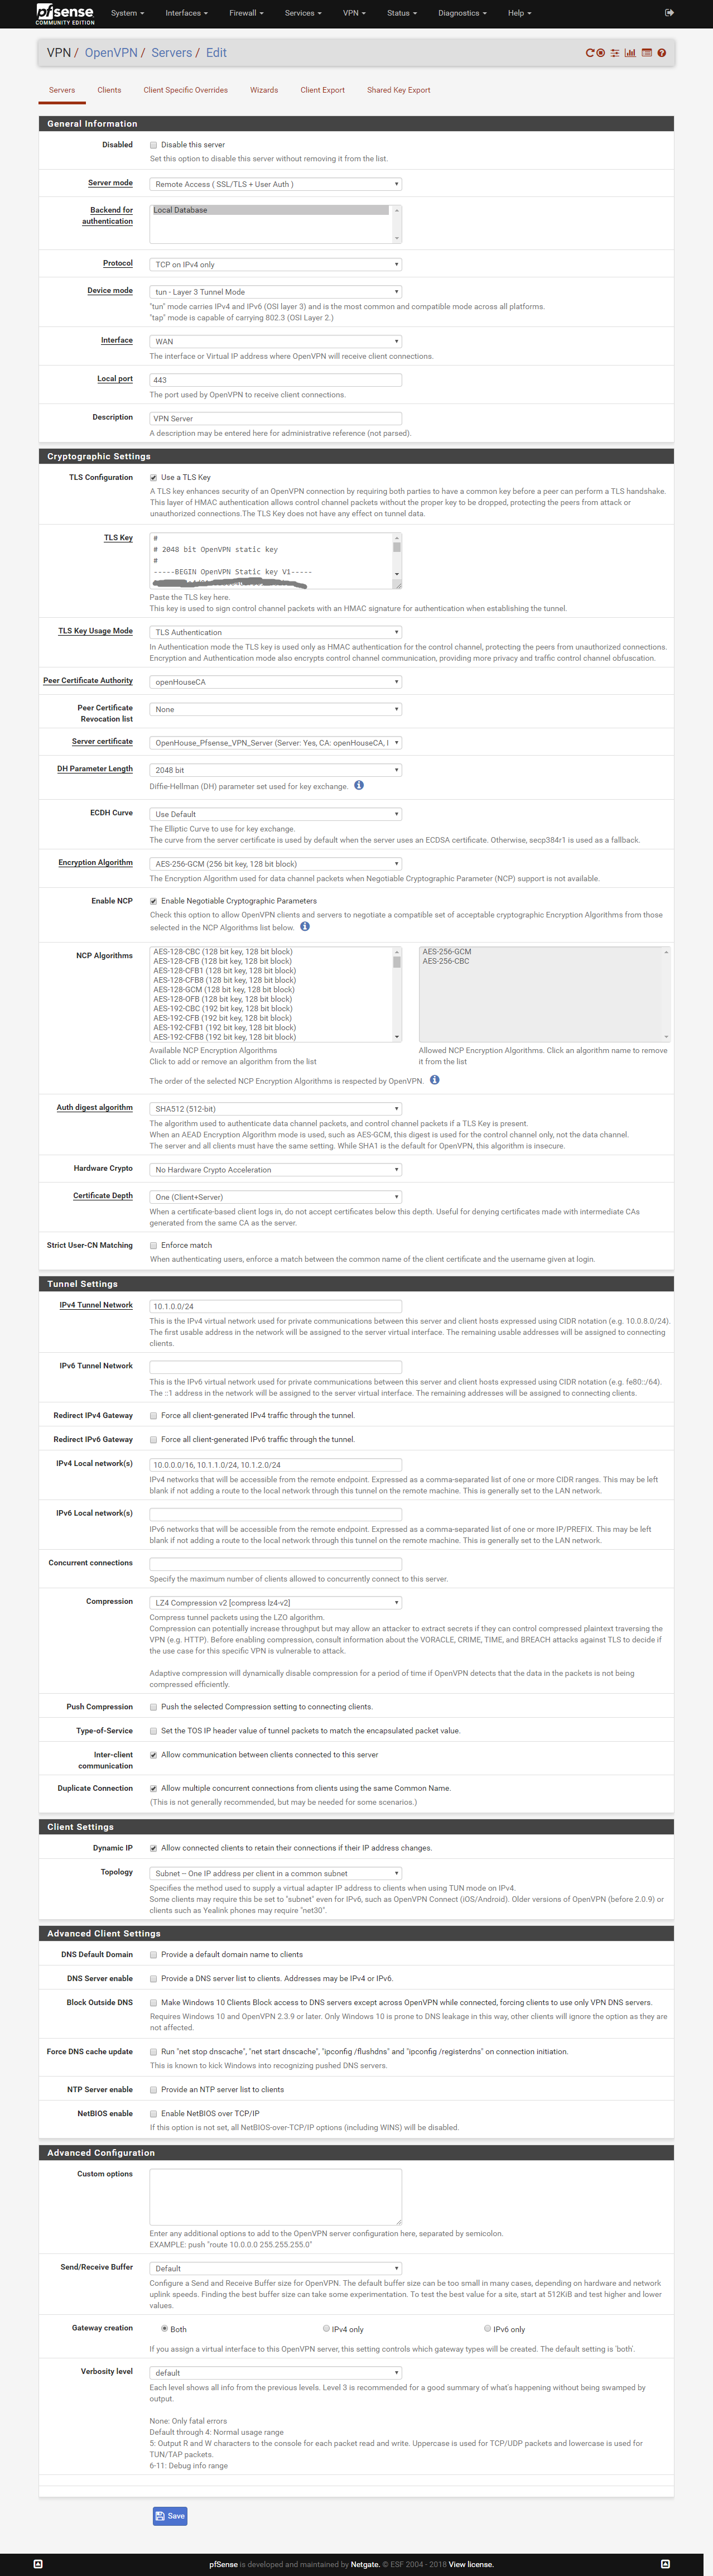 pfsense
COMMUNITY EDITION
System Interfaces Firewall Services VPN Status Diagnostics Help
VPN / OpenVPN / Servers / Edit
Servers Clients Client Specific Overrides Wizards Client Export Shared Key Export
General Information
Disabled Disable this server
Set this option to disable this server without removing it from the list.
Server mode Remote Access ( SSL/TLS + User Auth )
Backend for Local Database
authentication
Protocol TCP on IPv4 only
Device mode tun - Layer 3 Tunnel Mode
"tun" mode carries IPv4 and IPv6 (OSI layer 3) and is the most common and compatible mode across all platforms.
"tap" mode is capable of carrying 802.3 (OSI Layer 2.)
Interface WAN
The interface or Virtual IP address where OpenVPN will receive client connections.
Local port 443
The port used by OpenVPN to receive client connections.
Description VPN Server
A description may be entered here for administrative reference (not parsed).
Cryptographic Settings
TLS Configuration Use a TLS Key
A TLS key enhances security of an OpenVPN connection by requiring both parties to have a common key before a peer can perform a TLS handshake.
This layer of HMAC authentication allows control channel packets without the proper key to be dropped, protecting the peers from attack or
unauthorized connections.The TLS Key does not have any effect on tunnel data.
TLS Key #
# 2048 bit OpenVPN static key
#
-----BEGIN OpenVPN Static key V1-----
Paste the TLS key here.
This key is used to sign control channel packets with an HMAC signature for authentication when establishing the tunnel.
TLS Key Usage Mode TLS Authentication
In Authentication mode the TLS key is used only as HMAC authentication for the control channel, protecting the peers from unauthorized connections.
Encryption and Authentication mode also encrypts control channel communication, providing more privacy and traffic control channel obfuscation.
Peer Certificate Authority openHouseCA
Peer Certificate None
Revocation list
Server certificate OpenHouse_Pfsense_VPN_Server (Server: Yes, CA: openHouseCA, I
DH Parameter Length 2048 bit
Diffie-Hellman (DH) parameter set used for key exchange.
ECDH Curve Use Default
The Elliptic Curve to use for key exchange.
The curve from the server certificate is used by default when the server uses an ECDSA certificate. Otherwise, secp384r1 is used as a fallback.
Encryption Algorithm AES-256-GCM (256 bit key, 128 bit block)
The Encryption Algorithm used for data channel packets when Negotiable Cryptographic Parameter (NCP) support is not available.
Enable NCP Enable Negotiable Cryptographic Parameters
Check this option to allow OpenVPN clients and servers to negotiate a compatible set of acceptable cryptographic Encryption Algorithms from those
selected in the NCP Algorithms list below.
NCP Algorithms AES-128-CBC (128 bit key, 128 bit block) AES-256-GCM
AES-128-CFB (128 bit key, 128 bit block) AES-256-CBC
AES-128-CFB1 (128 bit key, 128 bit block)
AES-128-CFB8 (128 bit key, 128 bit block)
AES-128-GCM (128 bit key, 128 bit block)
AES-128-OFB (128 bit key, 128 bit block)
AES-192-CBC (192 bit key, 128 bit block)
AES-192-CFB (192 bit key, 128 bit block)
AES-192-CFB1 (192 bit key, 128 bit block)
AES-192-CFB8 (192 bit key, 128 bit block)
Available NCP Encryption Algorithms Allowed NCP Encryption Algorithms. Click an algorithm name to remove
Click to add or remove an algorithm from the list it from the list
The order of the selected NCP Encryption Algorithms is respected by OpenVPN.
Auth digest algorithm SHA512 (512-bit)
The algorithm used to authenticate data channel packets, and control channel packets if a TLS Key is present.
When an AEAD Encryption Algorithm mode is used, such as AES-GCM, this digest is used for the control channel only, not the data channel.
The server and all clients must have the same setting. While SHA1 is the default for OpenVPN, this algorithm is insecure.
Hardware Crypto No Hardware Crypto Acceleration
Certificate Depth One (Client+Server)
When a certificate-based client logs in, do not accept certificates below this depth. Useful for denying certificates made with intermediate CAs
generated from the same CA as the server.
Strict User-CN Matching Enforce match
When authenticating users, enforce a match between the common name of the client certificate and the username given at login.
Tunnel Settings
IPv4 Tunnel Network 10.1.0.0/24
This is the IPv4 virtual network used for private communications between this server and client hosts expressed using CIDR notation (e.g. 10.0.8.0/24).
The first usable address in the network will be assigned to the server virtual interface. The remaining usable addresses will be assigned to connecting
clients.
IPv6 Tunnel Network
This is the IPv6 virtual network used for private communications between this server and client hosts expressed using CIDR notation (e.g. fe80::/64).
The ::1 address in the network will be assigned to the server virtual interface. The remaining addresses will be assigned to connecting clients.
Redirect IPv4 Gateway Force all client-generated IPv4 traffic through the tunnel.
Redirect IPv6 Gateway Force all client-generated IPv6 traffic through the tunnel.
IPv4 Local network(s) 10.0.0.0/16, 10.1.1.0/24, 10.1.2.0/24
IPv4 networks that will be accessible from the remote endpoint. Expressed as a comma-separated list of one or more CIDR ranges. This may be left
blank if not adding a route to the local network through this tunnel on the remote machine. This is generally set to the LAN network.
IPv6 Local network(s)
IPv6 networks that will be accessible from the remote endpoint. Expressed as a comma-separated list of one or more IP/PREFIX. This may be left
blank if not adding a route to the local network through this tunnel on the remote machine. This is generally set to the LAN network.
Concurrent connections
Specify the maximum number of clients allowed to concurrently connect to this server.
Compression LZ4 Compression v2 [compress lz4-v2]
Compress tunnel packets using the LZO algorithm.
Compression can potentially increase throughput but may allow an attacker to extract secrets if they can control compressed plaintext traversing the
VPN (e.g. HTTP). Before enabling compression, consult information about the VORACLE, CRIME, TIME, and BREACH attacks against TLS to decide if
the use case for this specific VPN is vulnerable to attack.
Adaptive compression will dynamically disable compression for a period of time if OpenVPN detects that the data in the packets is not being
compressed efficiently.
Push Compression Push the selected Compression setting to connecting clients.
Type-of-Service Set the TOS IP header value of tunnel packets to match the encapsulated packet value.
Inter-client Allow communication between clients connected to this server
communication
Duplicate Connection Allow multiple concurrent connections from clients using the same Common Name.
(This is not generally recommended, but may be needed for some scenarios.)
Client Settings
Dynamic IP Allow connected clients to retain their connections if their IP address changes.
Topology Subnet -- One IP address per client in a common subnet
Specifies the method used to supply a virtual adapter IP address to clients when using TUN mode on IPv4.
Some clients may require this be set to "subnet" even for IPv6, such as OpenVPN Connect (iOS/Android). Older versions of OpenVPN (before 2.0.9) or
clients such as Yealink phones may require "net30".
Advanced Client Settings
DNS Default Domain Provide a default domain name to clients
DNS Server enable Provide a DNS server list to clients. Addresses may be IPv4 or IPv6.
Block Outside DNS Make Windows 10 Clients Block access to DNS servers except across OpenVPN while connected, forcing clients to use only VPN DNS servers.
Requires Windows 10 and OpenVPN 2.3.9 or later. Only Windows 10 is prone to DNS leakage in this way, other clients will ignore the option as they are
not affected.
Force DNS cache update Run "net stop dnscache", "net start dnscache", "ipconfig /flushdns" and "ipconfig /registerdns" on connection initiation.
This is known to kick Windows into recognizing pushed DNS servers.
NTP Server enable Provide an NTP server list to clients
NetBIOS enable Enable NetBIOS over TCP/IP
If this option is not set, all NetBIOS-over-TCP/IP options (including WINS) will be disabled.
Advanced Configuration
Custom options
Enter any additional options to add to the OpenVPN server configuration here, separated by semicolon.
EXAMPLE: push "route 10.0.0.0 255.255.255.0"
Send/Receive Buffer Default
Configure a Send and Receive Buffer size for OpenVPN. The default buffer size can be too small in many cases, depending on hardware and network
uplink speeds. Finding the best buffer size can take some experimentation. To test the best value for a site, start at 512KiB and test higher and lower
values.
Gateway creation Both IPv4 only IPv6 only
If you assign a virtual interface to this OpenVPN server, this setting controls which gateway types will be created. The default setting is 'both'.
Verbosity level default
Each level shows all info from the previous levels. Level 3 is recommended for a good summary of what's happening without being swamped by
output.
None: Only fatal errors
Default through 4: Normal usage range
5: Output R and W characters to the console for each packet read and write. Uppercase is used for TCP/UDP packets and lowercase is used for
TUN/TAP packets.
6-11: Debug info range
Save
pfSense is developed and maintained by Netgate. © ESF 2004 - 2018 View license.